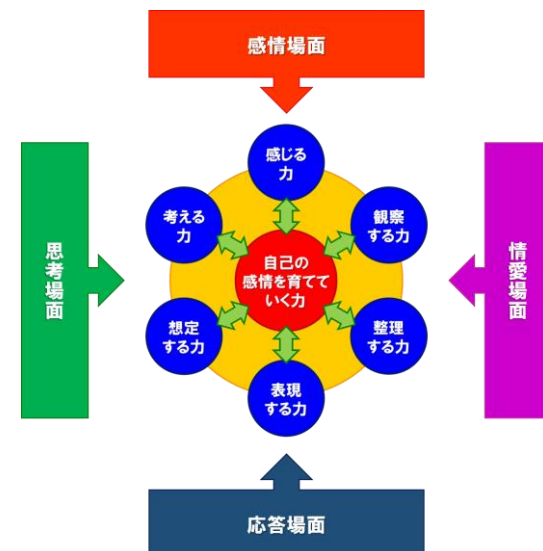 感情場面
感じる
力
考える
力
観察
する力
思考場面
自己の
感情を育てて
いく力
情愛場面
想定
する力
整理
する力
表現
する力
応答場面